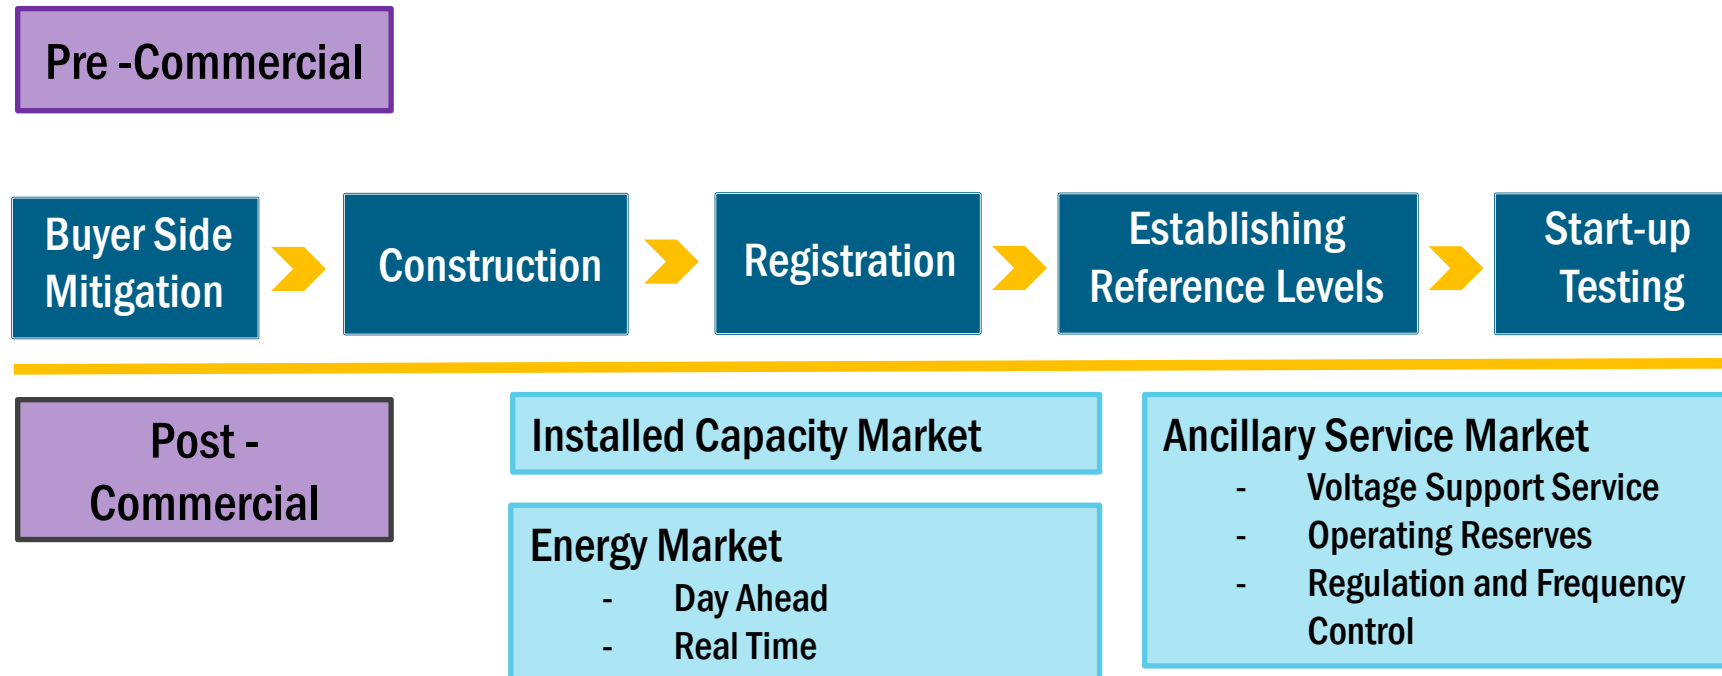 Pre -Commercial
Buyer Side
Mitigation
Construction
Registration
Establishing
Reference Levels
Start-up
Testing
Post -
Commercial
Installed Capacity Market
Energy Market
- Day Ahead
- Real Time
Ancillary Service Market
- Voltage Support Service
- Operating Reserves
- Regulation and Frequency
Control